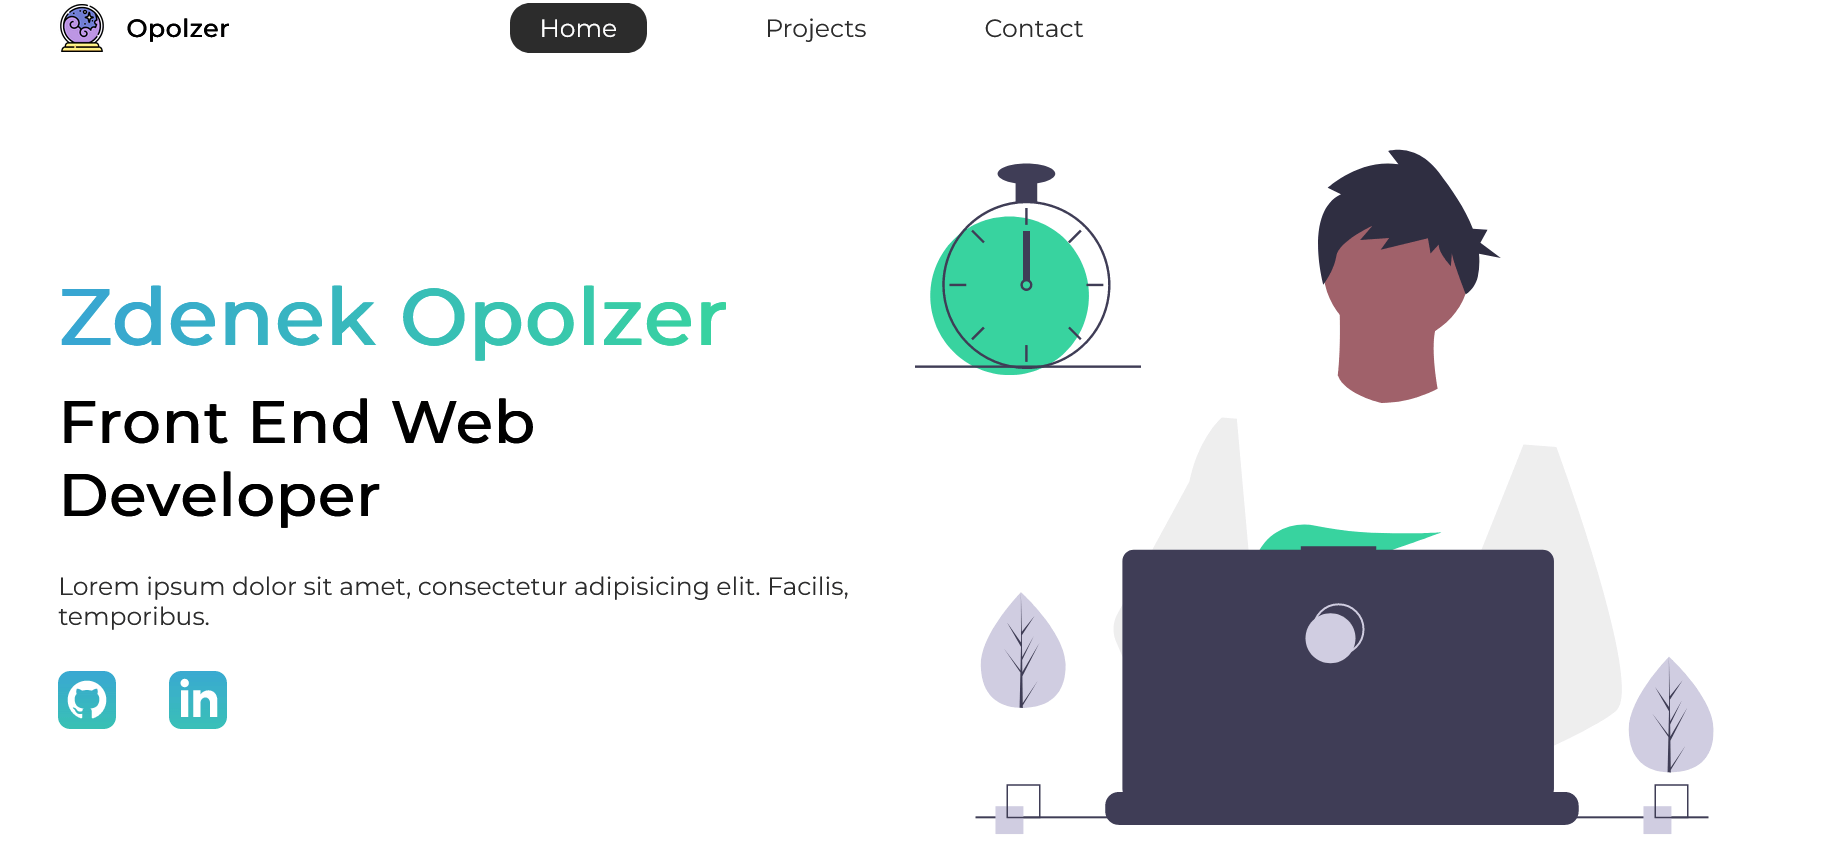 Opolzer
Home
Projects
Contact
Zdenek Opolzer
Front End Web
Developer
Lorem ipsum dolor sit amet, consectetur adipisicing elit. Facilis,
temporibus.
in